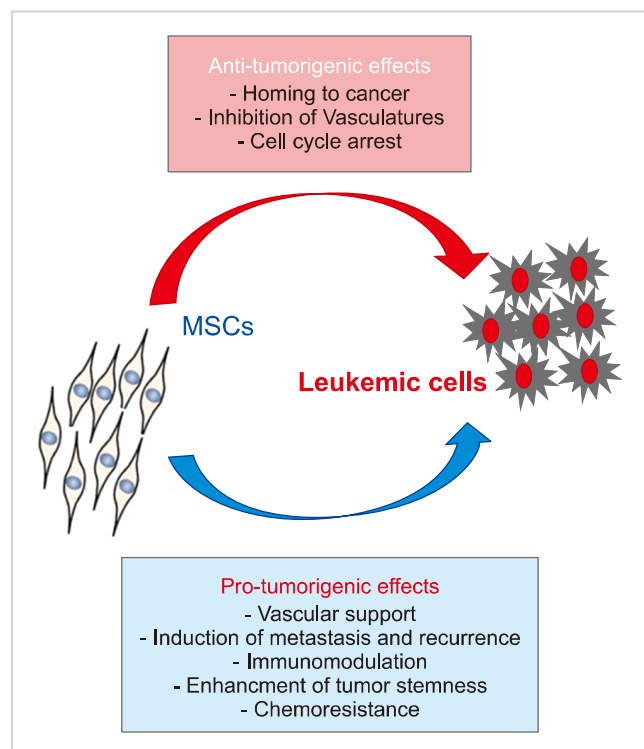 Anti-tumorigenic effects
- Homing to cancer
- Inhibition of Vasculatures
- Cell cycle arrest
MSCs
Leukemic cells
Pro-tumorigenic effects
- Vascular support
- Induction of metastasis and recurrence
- Immunomodulation
- Enhancment of tumor stemness
- Chemoresistance